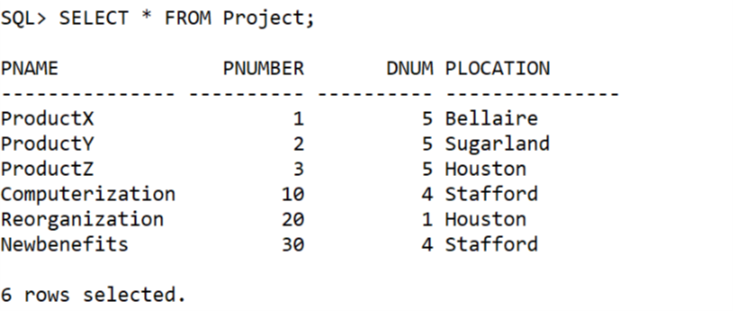 SQL> SELECT * FROM Project;
PNAME PNUMBER DNUM PLOCATION
--------------- ---------- ---------- ---------------
ProductX 1 5 Bellaire
ProductY 2 5 Sugarland
ProductZ 3 5 Houston
Computerization 10 4 Stafford
Reorganization 20 1 Houston
Newbenefits 30 4 Stafford
6 rows selected.